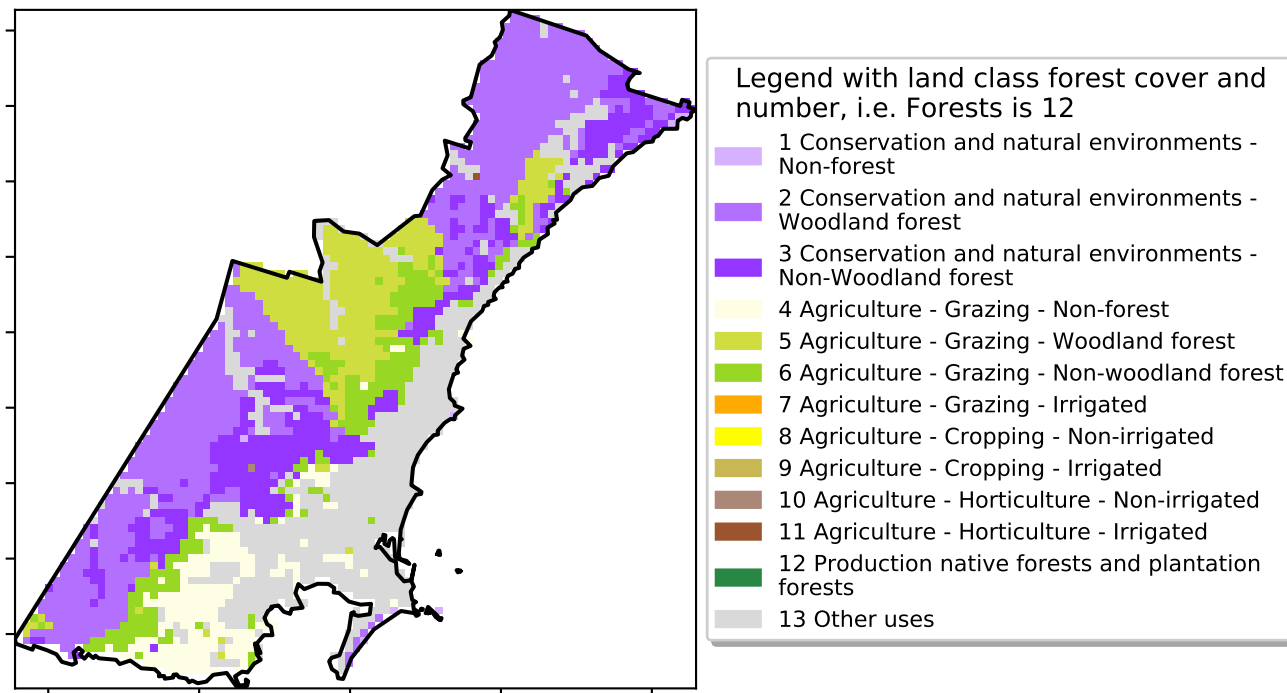 Legend with land class forest cover and
number, i.e. Forests is 12
1 Conservation and natural environments -
Non-forest
2 Conservation and natural environments -
Woodland forest
3 Conservation and natural environments -
Non-Woodland forest
4 Agriculture - Grazing - Non-forest
5 Agriculture - Grazing - Woodland forest
6 Agriculture - Grazing - Non-woodland forest
7 Agriculture - Grazing - Irrigated
8 Agriculture - Cropping - Non-irrigated
9 Agriculture - Cropping - Irrigated
10 Agriculture - Horticulture - Non-irrigated
11 Agriculture - Horticulture - Irrigated
12 Production native forests and plantation
forests
13 Other uses